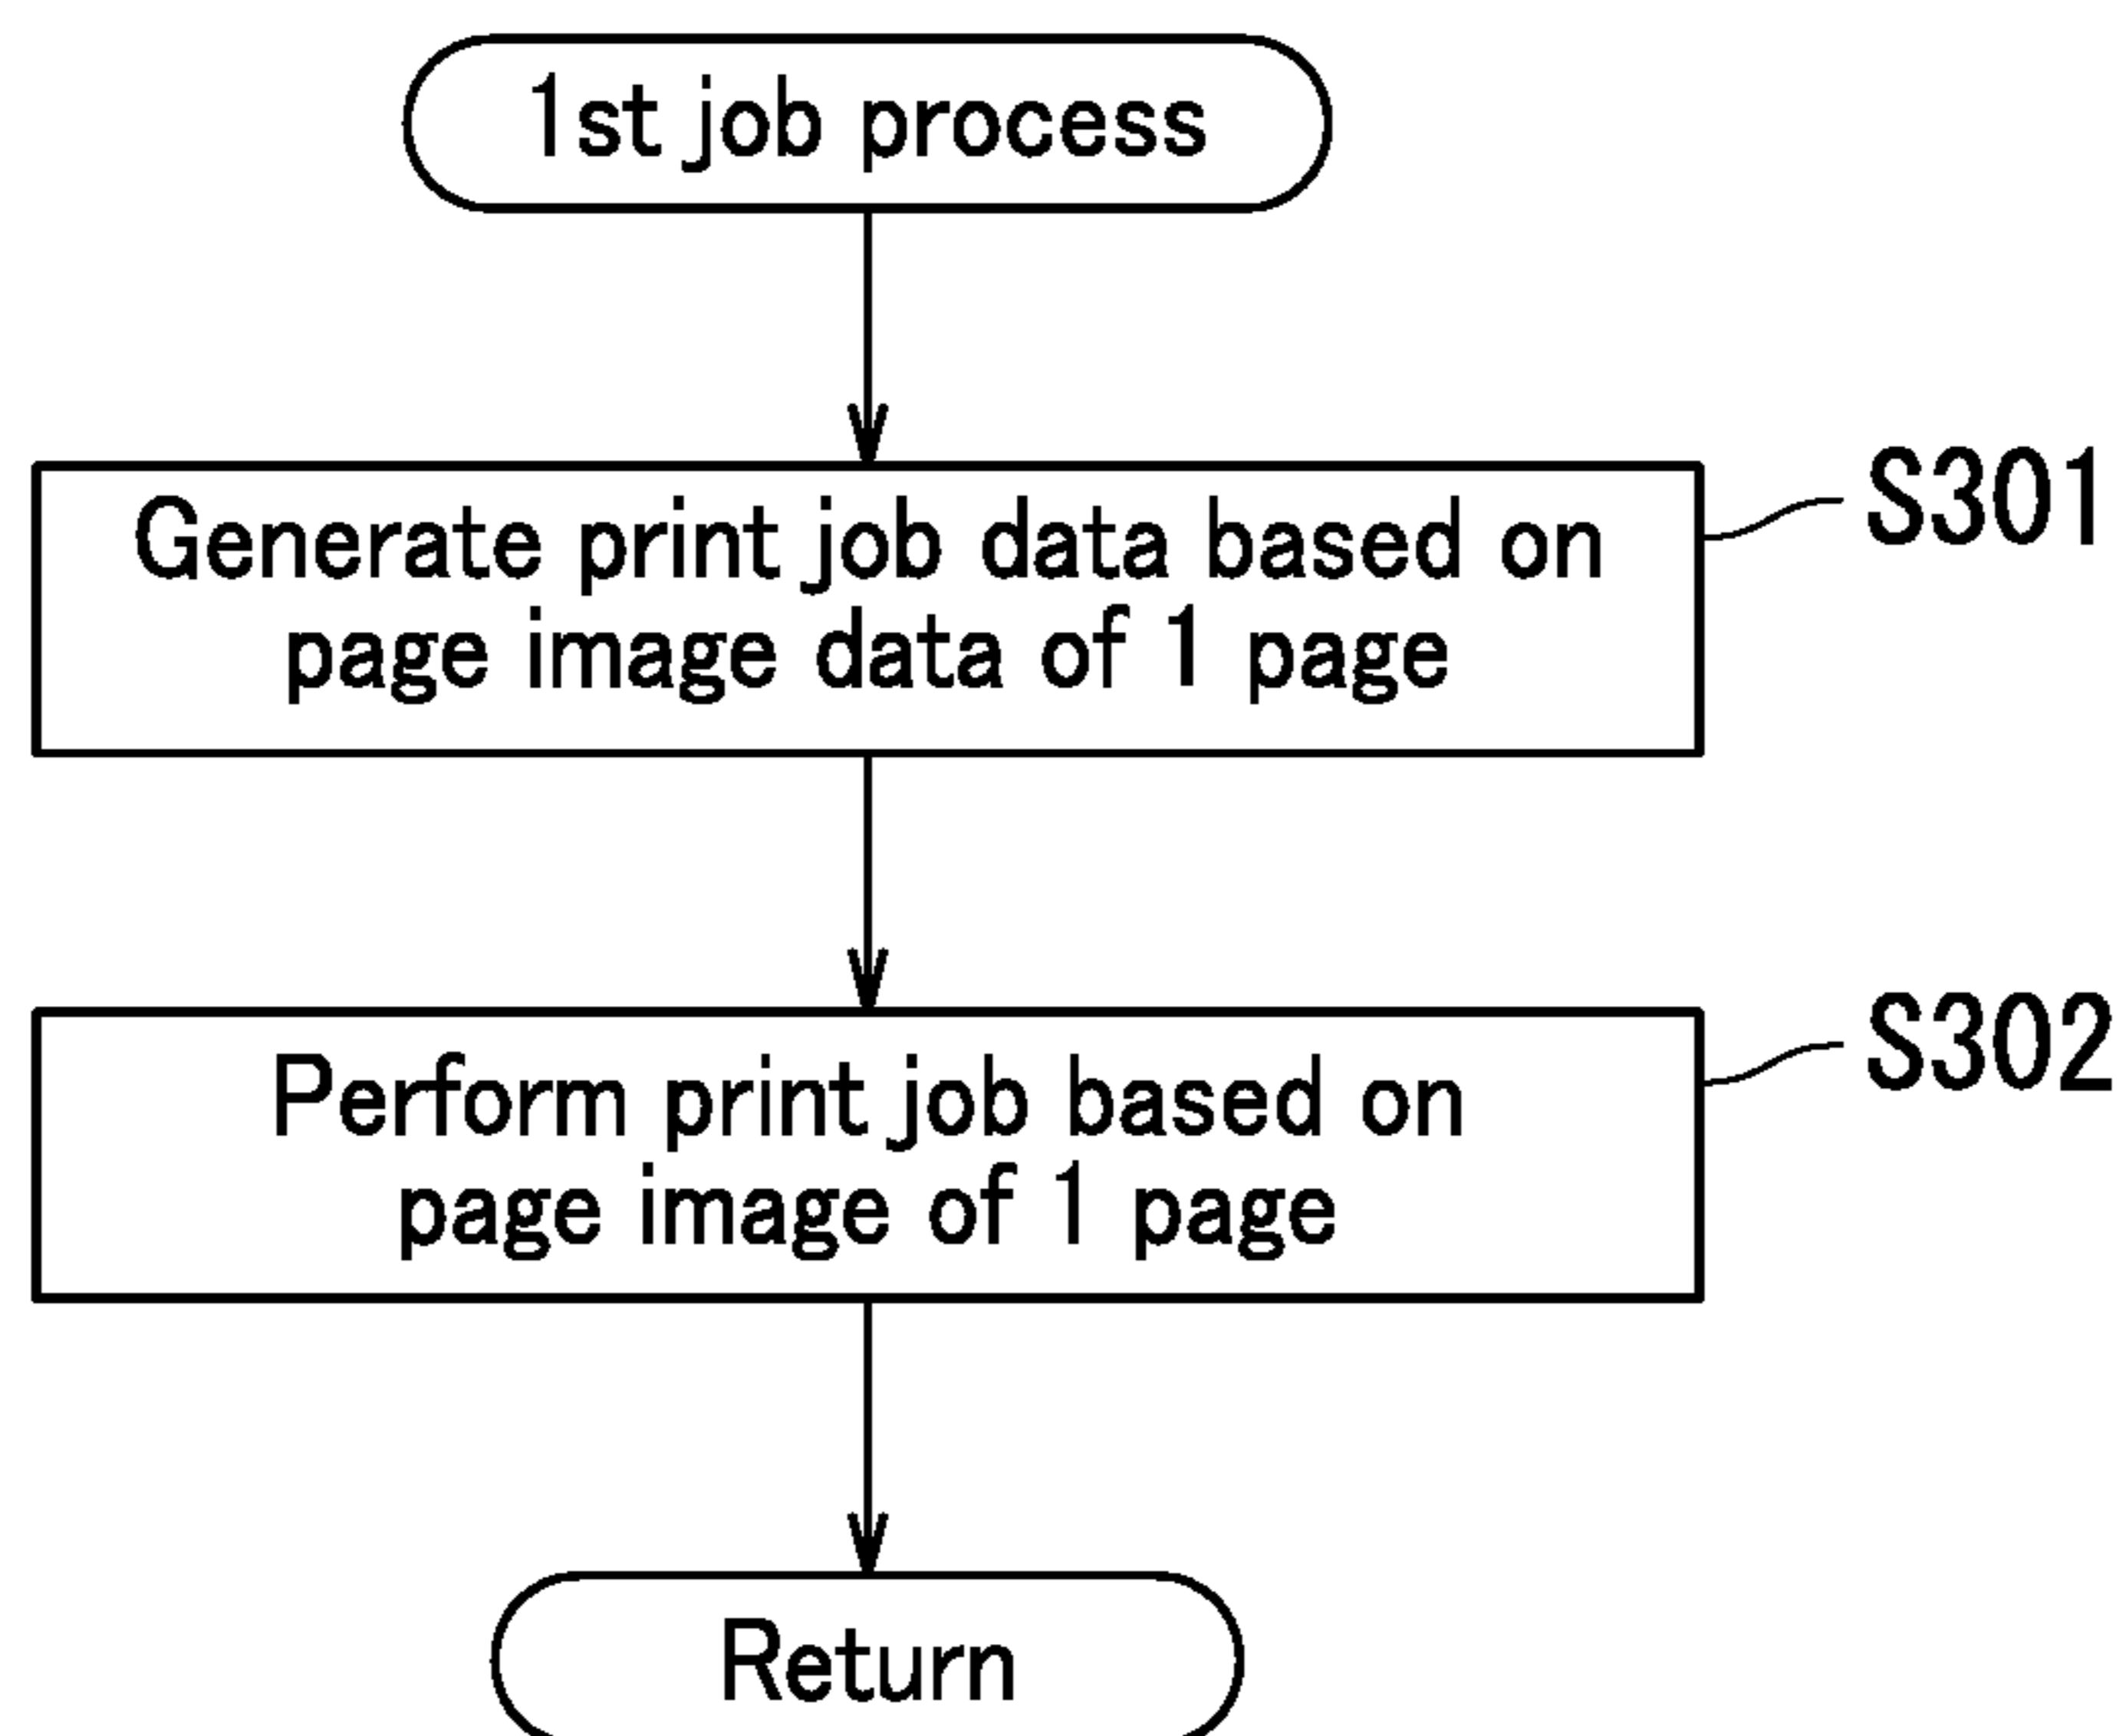 1st job process
Generate print job data based on
page image data of 1 page
S301
Perform print job based on
page image of 1 page
S302
Return